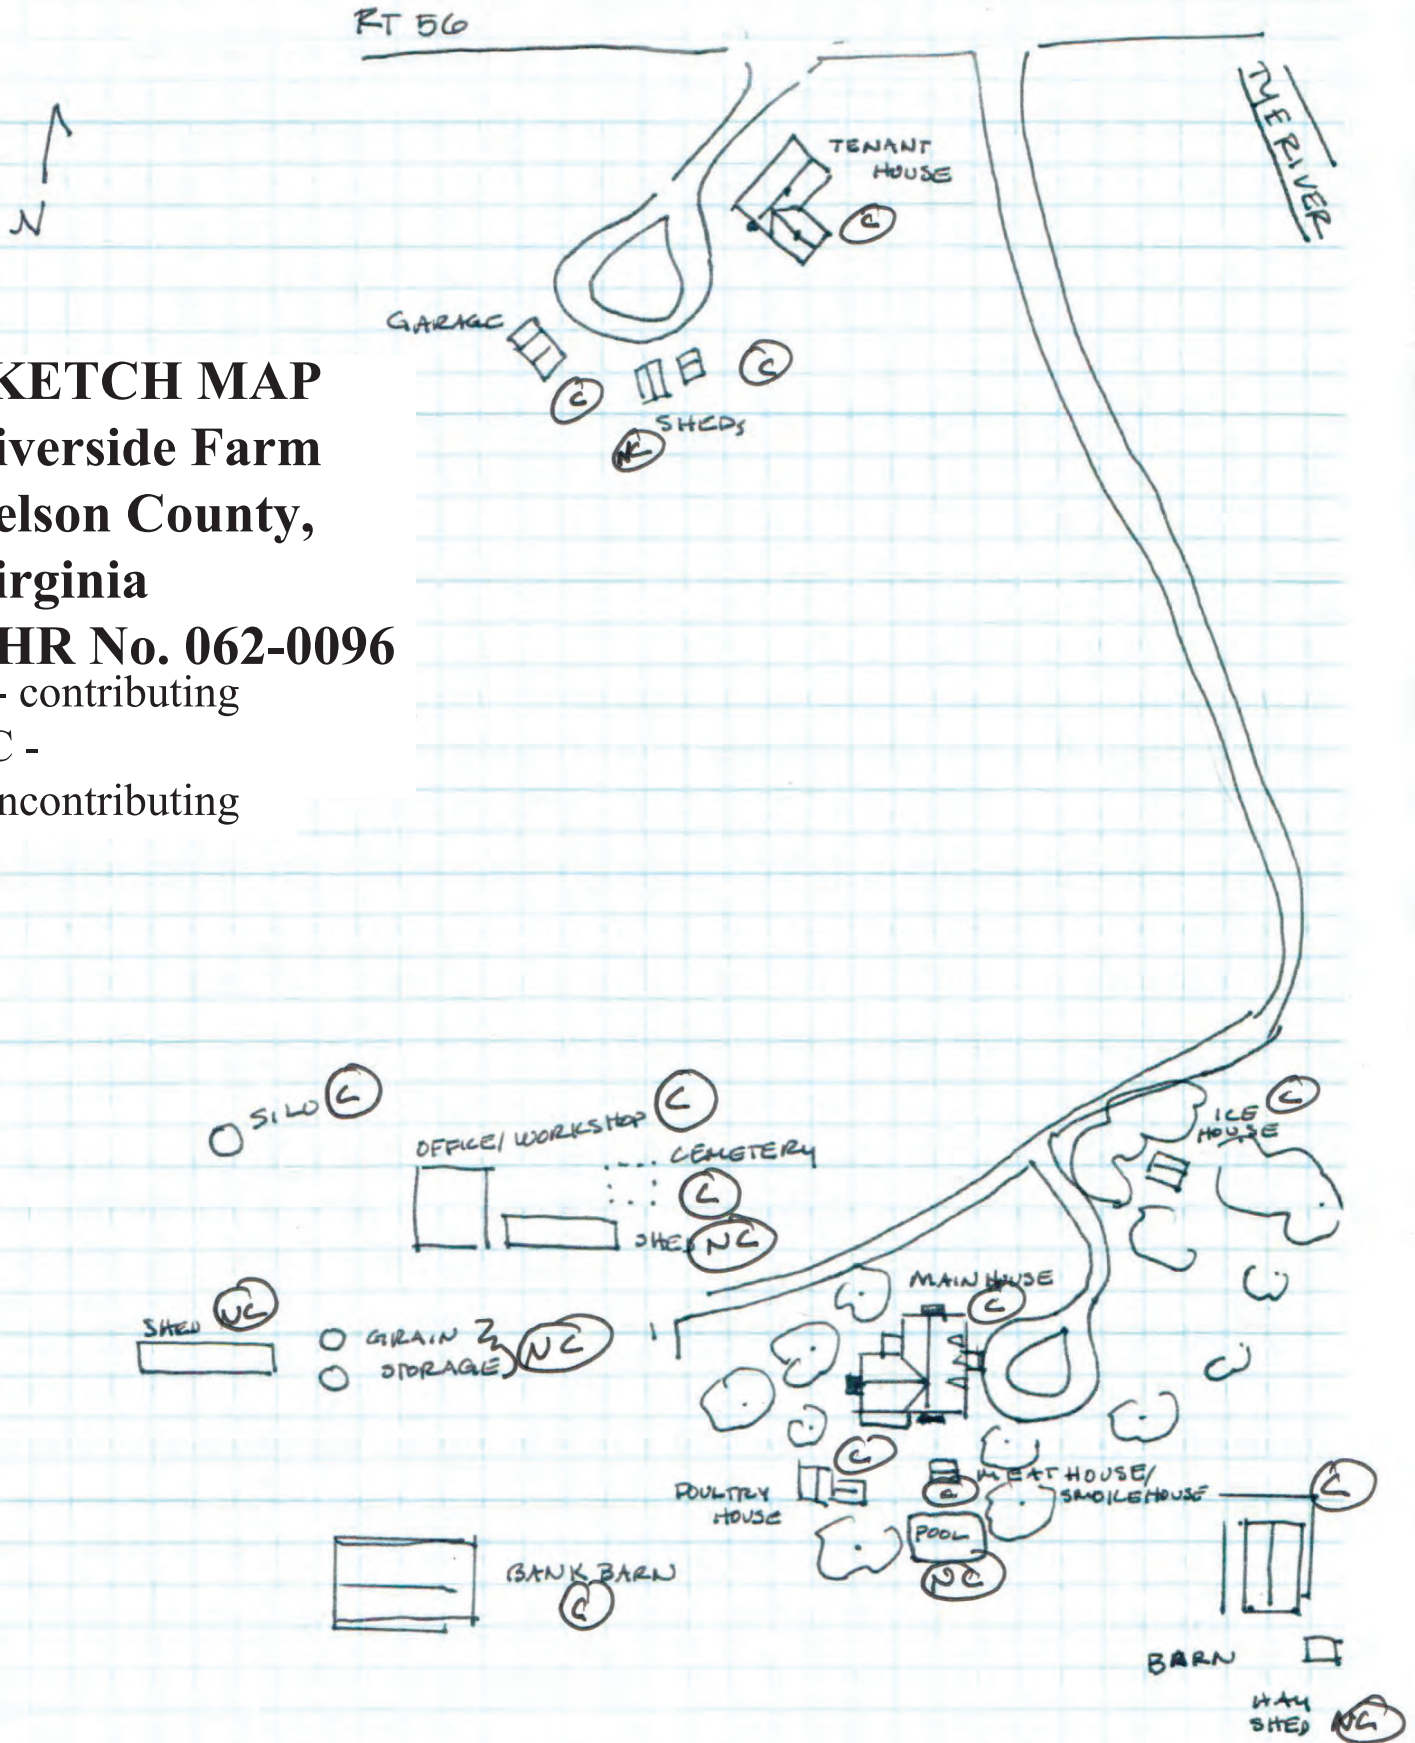 RT 56
TYE RIVER
N
TENANT
HOUSE
C
GARAGE
C
C
SHEDS
NC
KETCH MAP
iverside Farm
elson County,
irginia
HR No. 062-0096
- contributing
C -
ncontributing
SILO C
OFFICE/WORKSHOP C
CEMETERY
C
SHED NC
ICE C
HOUSE
MAIN HOUSE
C
SHED NC
GRAIN
STORAGE NC
C
POULTRY
HOUSE
MEAT HOUSE/
SMOKEHOUSE
C
C
POOL
NC
BANK BARN
C
BARN
HAY
SHED NC